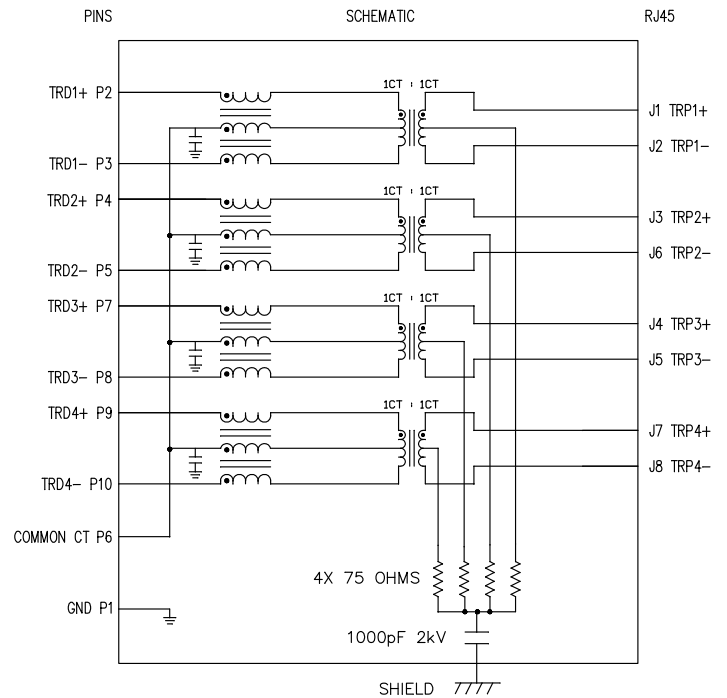 PINS SCHEMATIC RJ45
1CT : 1CT
TRD1+ P2
J1 TRP1+
J2 TRP1-
TRD1- P3
1CT : 1CT
TRD2+ P4
J3 TRP2+
J6 TRP2-
TRD2- P5
1CT : 1CT
TRD3+ P7
J4 TRP3+
J5 TRP3-
TRD3- P8
1CT : 1CT
TRD4+ P9
J7 TRP4+
J8 TRP4-
TRD4- P10
COMMON CT P6
4X 75 OHMS
GND P1
1000pF 2kV
SHIELD